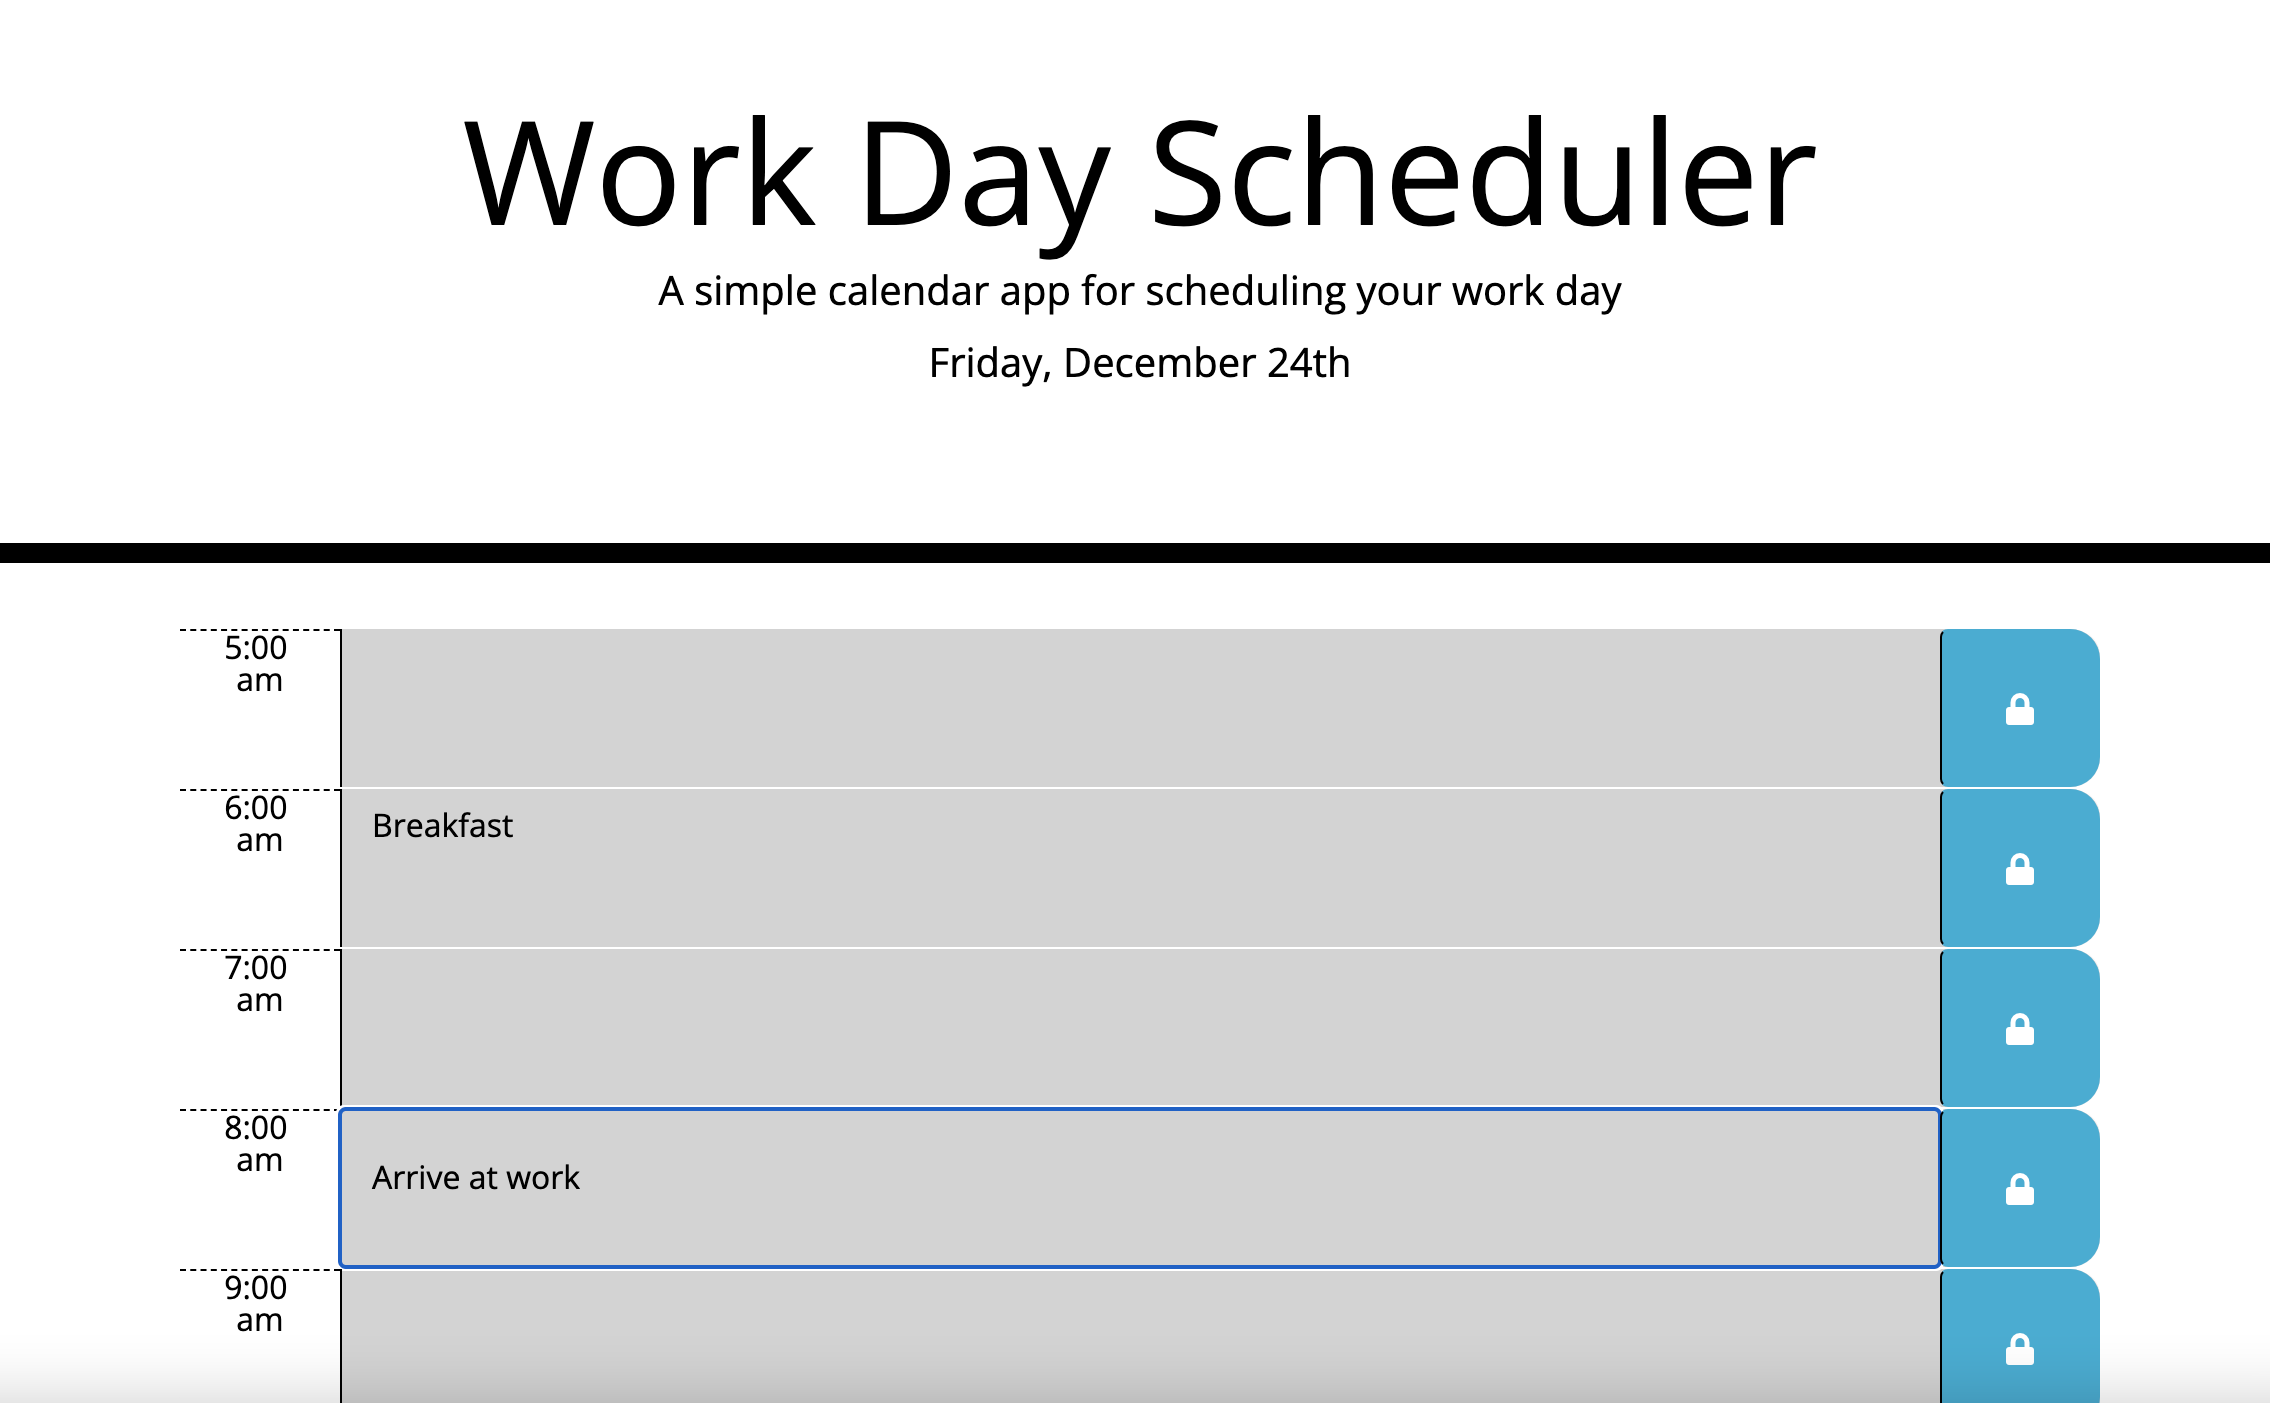 Work Day Scheduler
A simple calendar app for scheduling your work day
Friday, December 24th
5:00
am
6:00
am
Breakfast
7:00
am
8:00
am
Arrive at work
9:00
am